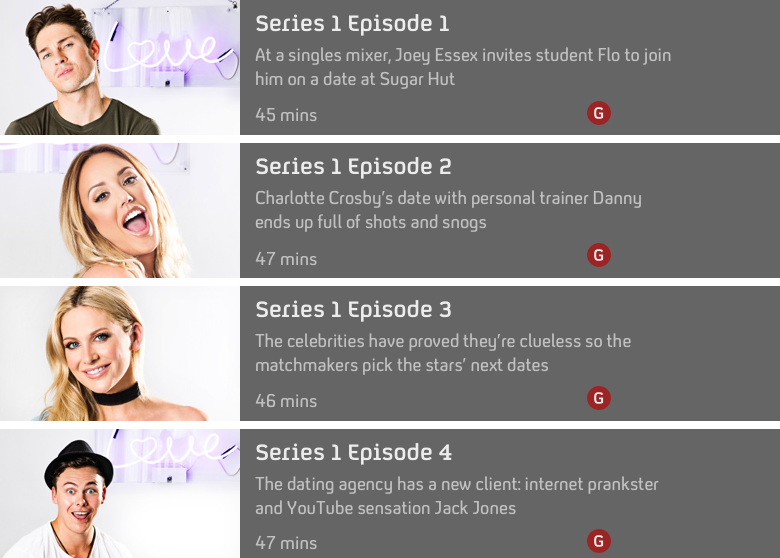 Love
Series 1 Episode 1
At a singles mixer, Joey Essex invites student Flo to join
him on a date at Sugar Hut
45 mins
G
Series 1 Episode 2
Charlotte Crosby's date with personal trainer Danny
ends up full of shots and snogs
47 mins
G
Series 1 Episode 3
The celebrities have proved they're clueless so the
matchmakers pick the stars' next dates
46 mins
G
Love
Series 1 Episode 4
The dating agency has a new client: internet prankster
and YouTube sensation Jack Jones
47 mins
G